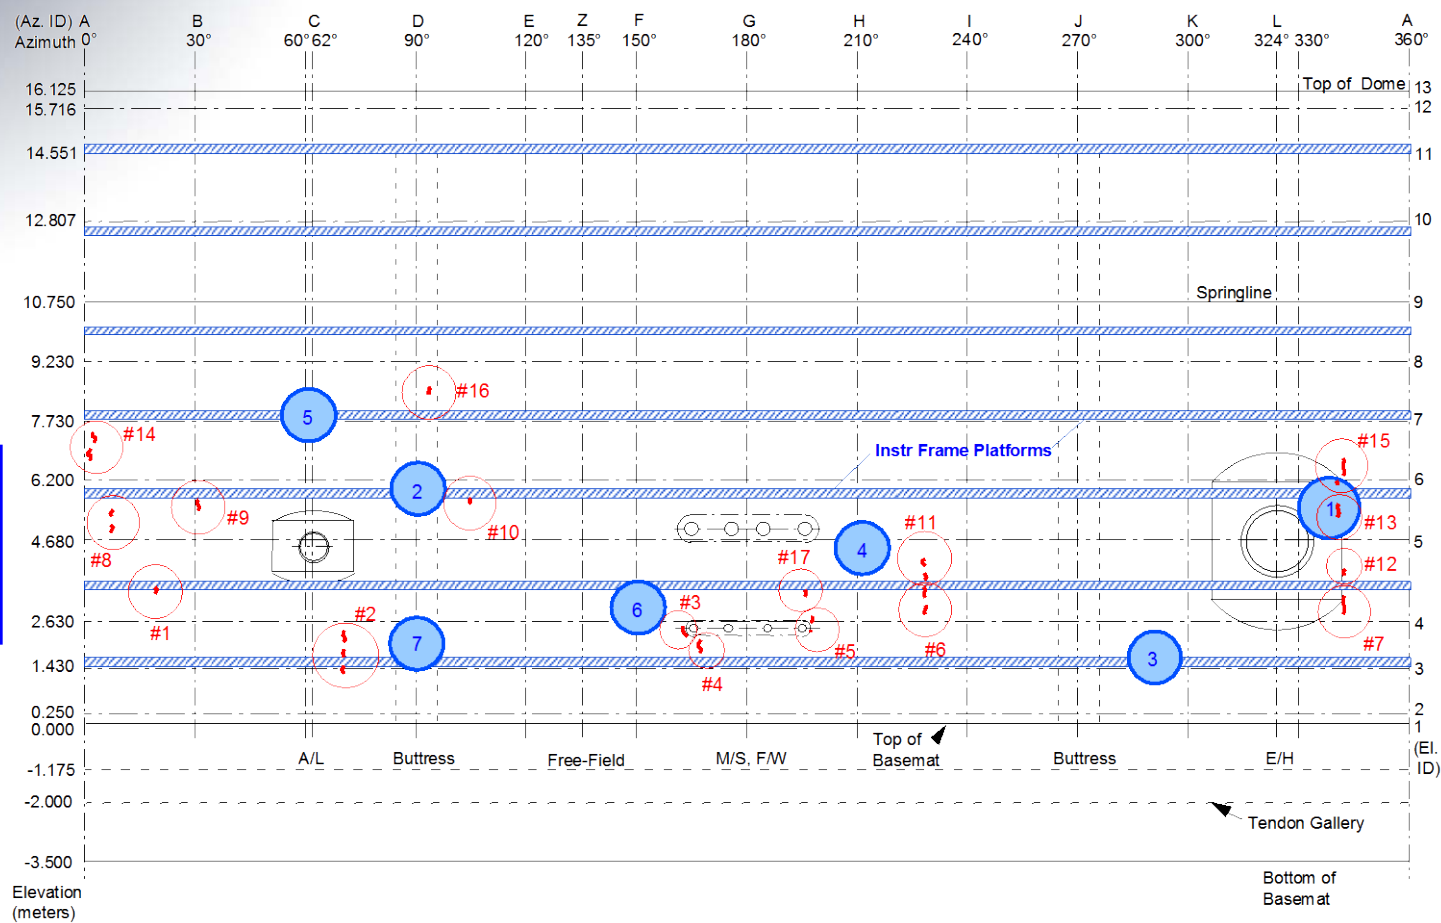 (Az. ID) A B C D E Z F G H I J K L A
Azimuth 0° 30° 60° 62° 90° 120° 135° 150° 180° 210° 240° 270° 300° 324° 330° 360°
16.125 Top of Dome 13
15.716 12
14.551 11
12.807 10
10.750 Springline 9
9.230 8
#16
5
7.730 7
#14 Instr Frame Platforms #15
6.200 6
2 1
#9 #10 #11 #13
#8
4.680 4 5
#17 #12
#1 #2 6 #3
2.630 4
7 #5 #6 #7
3
1.430 3
#4
0.250 2
0.000 1
Top of
Basemat
(El.
ID)
A/L Buttress Free-Field M/S, F/W Buttress E/H
-1.175
-2.000
Tendon Gallery
-3.500
Elevation
(meters)
Bottom of
Basemat